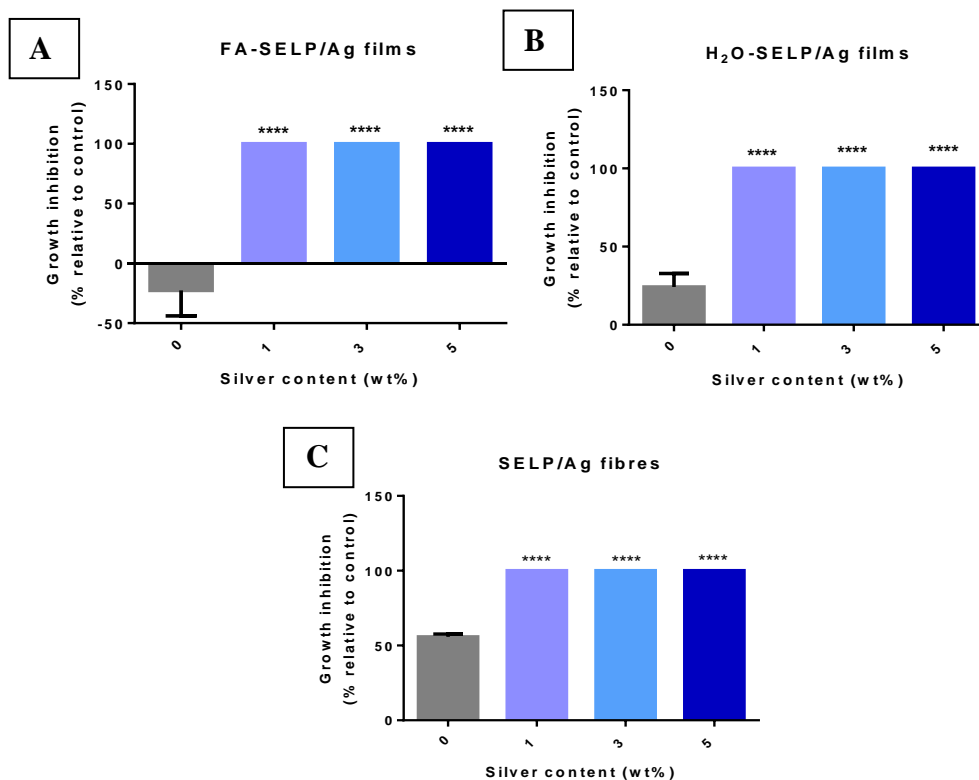 A
FA-SELP/Ag films
Growth inhibition
(% relative to control)
150
100
50
0
-50
**** **** ****
0 1 3 5
Silver content (wt%)
B
H₂O-SELP/Ag films
Growth inhibition
(% relative to control)
150
100
50
0
**** **** ****
0 1 3 5
Silver content (wt%)
C
SELP/Ag fibres
Growth inhibition
(% relative to control)
150
100
50
0
**** **** ****
0 1 3 5
Silver content (wt%)